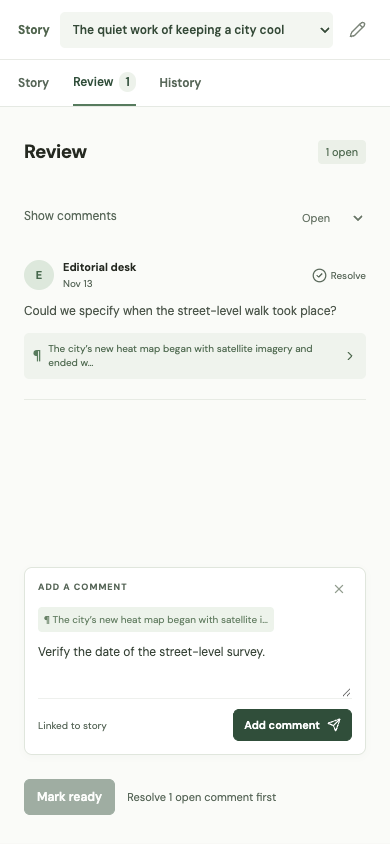 Story The quiet work of keeping a city cool
Story Review 1 History
Review 1 open
Show comments Open
E Editorial desk
Nov 13
Resolve
Could we specify when the street-level walk took place?
¶ The city's new heat map began with satellite imagery and
ended w...
ADD A COMMENT
¶ The city's new heat map began with satellite i...
Verify the date of the street-level survey.
Linked to story Add comment
Mark ready Resolve 1 open comment first